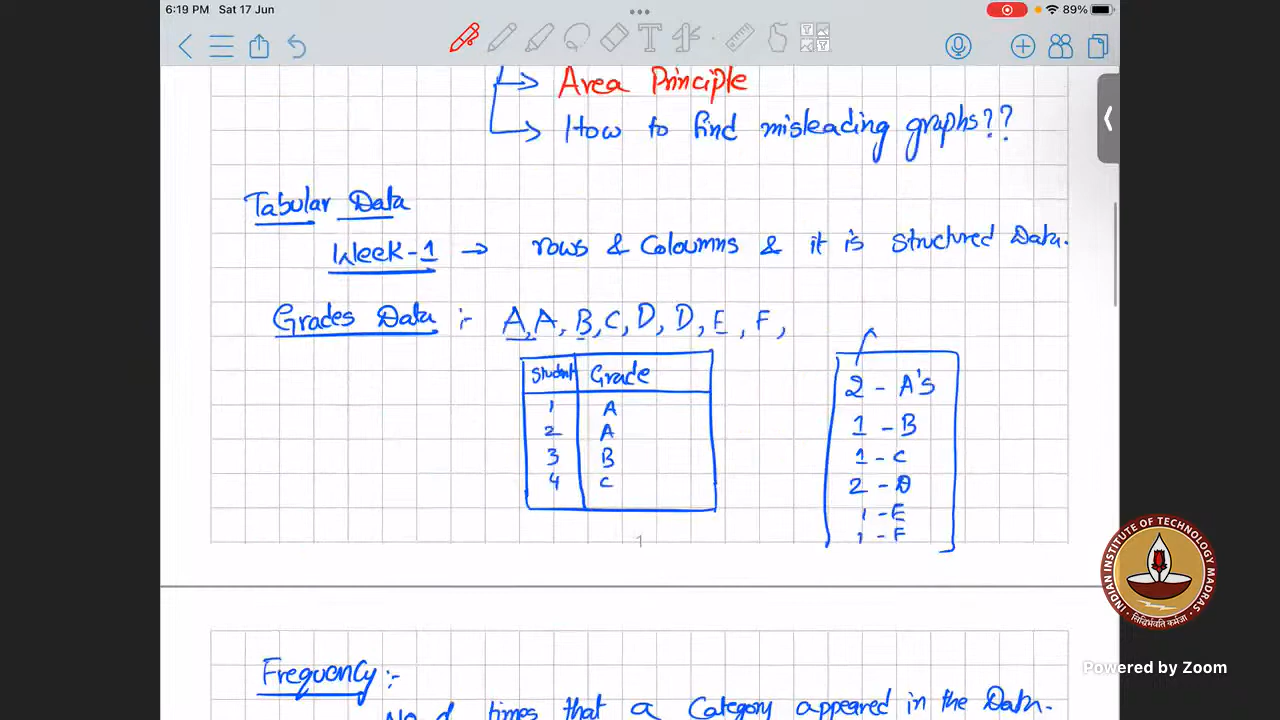 6:19 PM Sat 17 Jun
89%
Area Principle
How to find misleading graphs??
Tabular Data
Week-1 → rows & Coloumns & it is Structured Data.
Grades Data :- A, A, B, C, D, D, E, F,
Student Grade
1 A
2 A
3 B
4 C
2 - A's
1 - B
1 - C
2 - D
1 - E
1 - F
1
INDIAN INSTITUTE OF TECHNOLOGY MADRAS
सिद्धिर्भवति कर्मजा
Powered by Zoom
Frequency :-
No of times that a Category appeared in the Data.